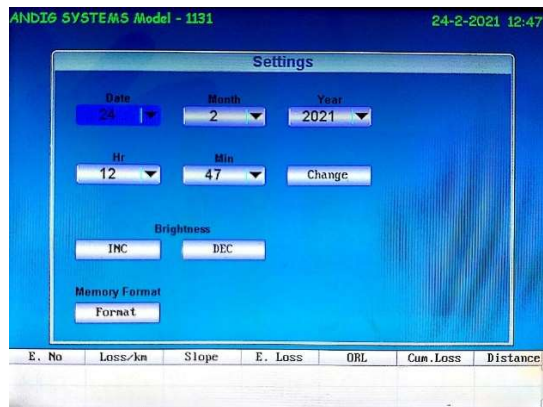 ANDIG SYSTEMS Model - 1131 24-2-2021 12:47
Settings
Date Month Year
24 2 2021
Hr Min
12 47 Change
Brightness
INC DEC
Memory Format
Format
E. No Loss/km Slope E. Loss ORL Cum.Loss Distance